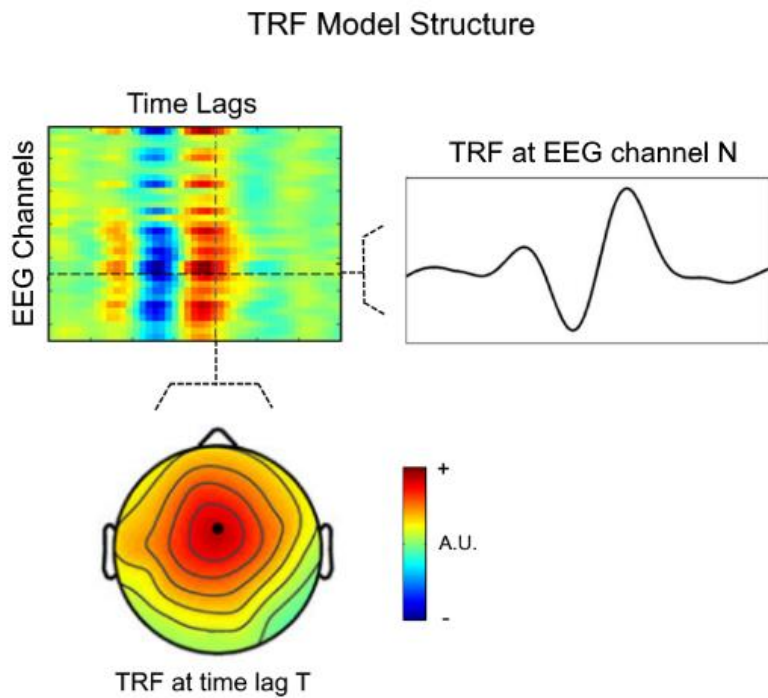 TRF Model Structure
Time Lags
EEG Channels
TRF at EEG channel N
+
A.U.
-
TRF at time lag T